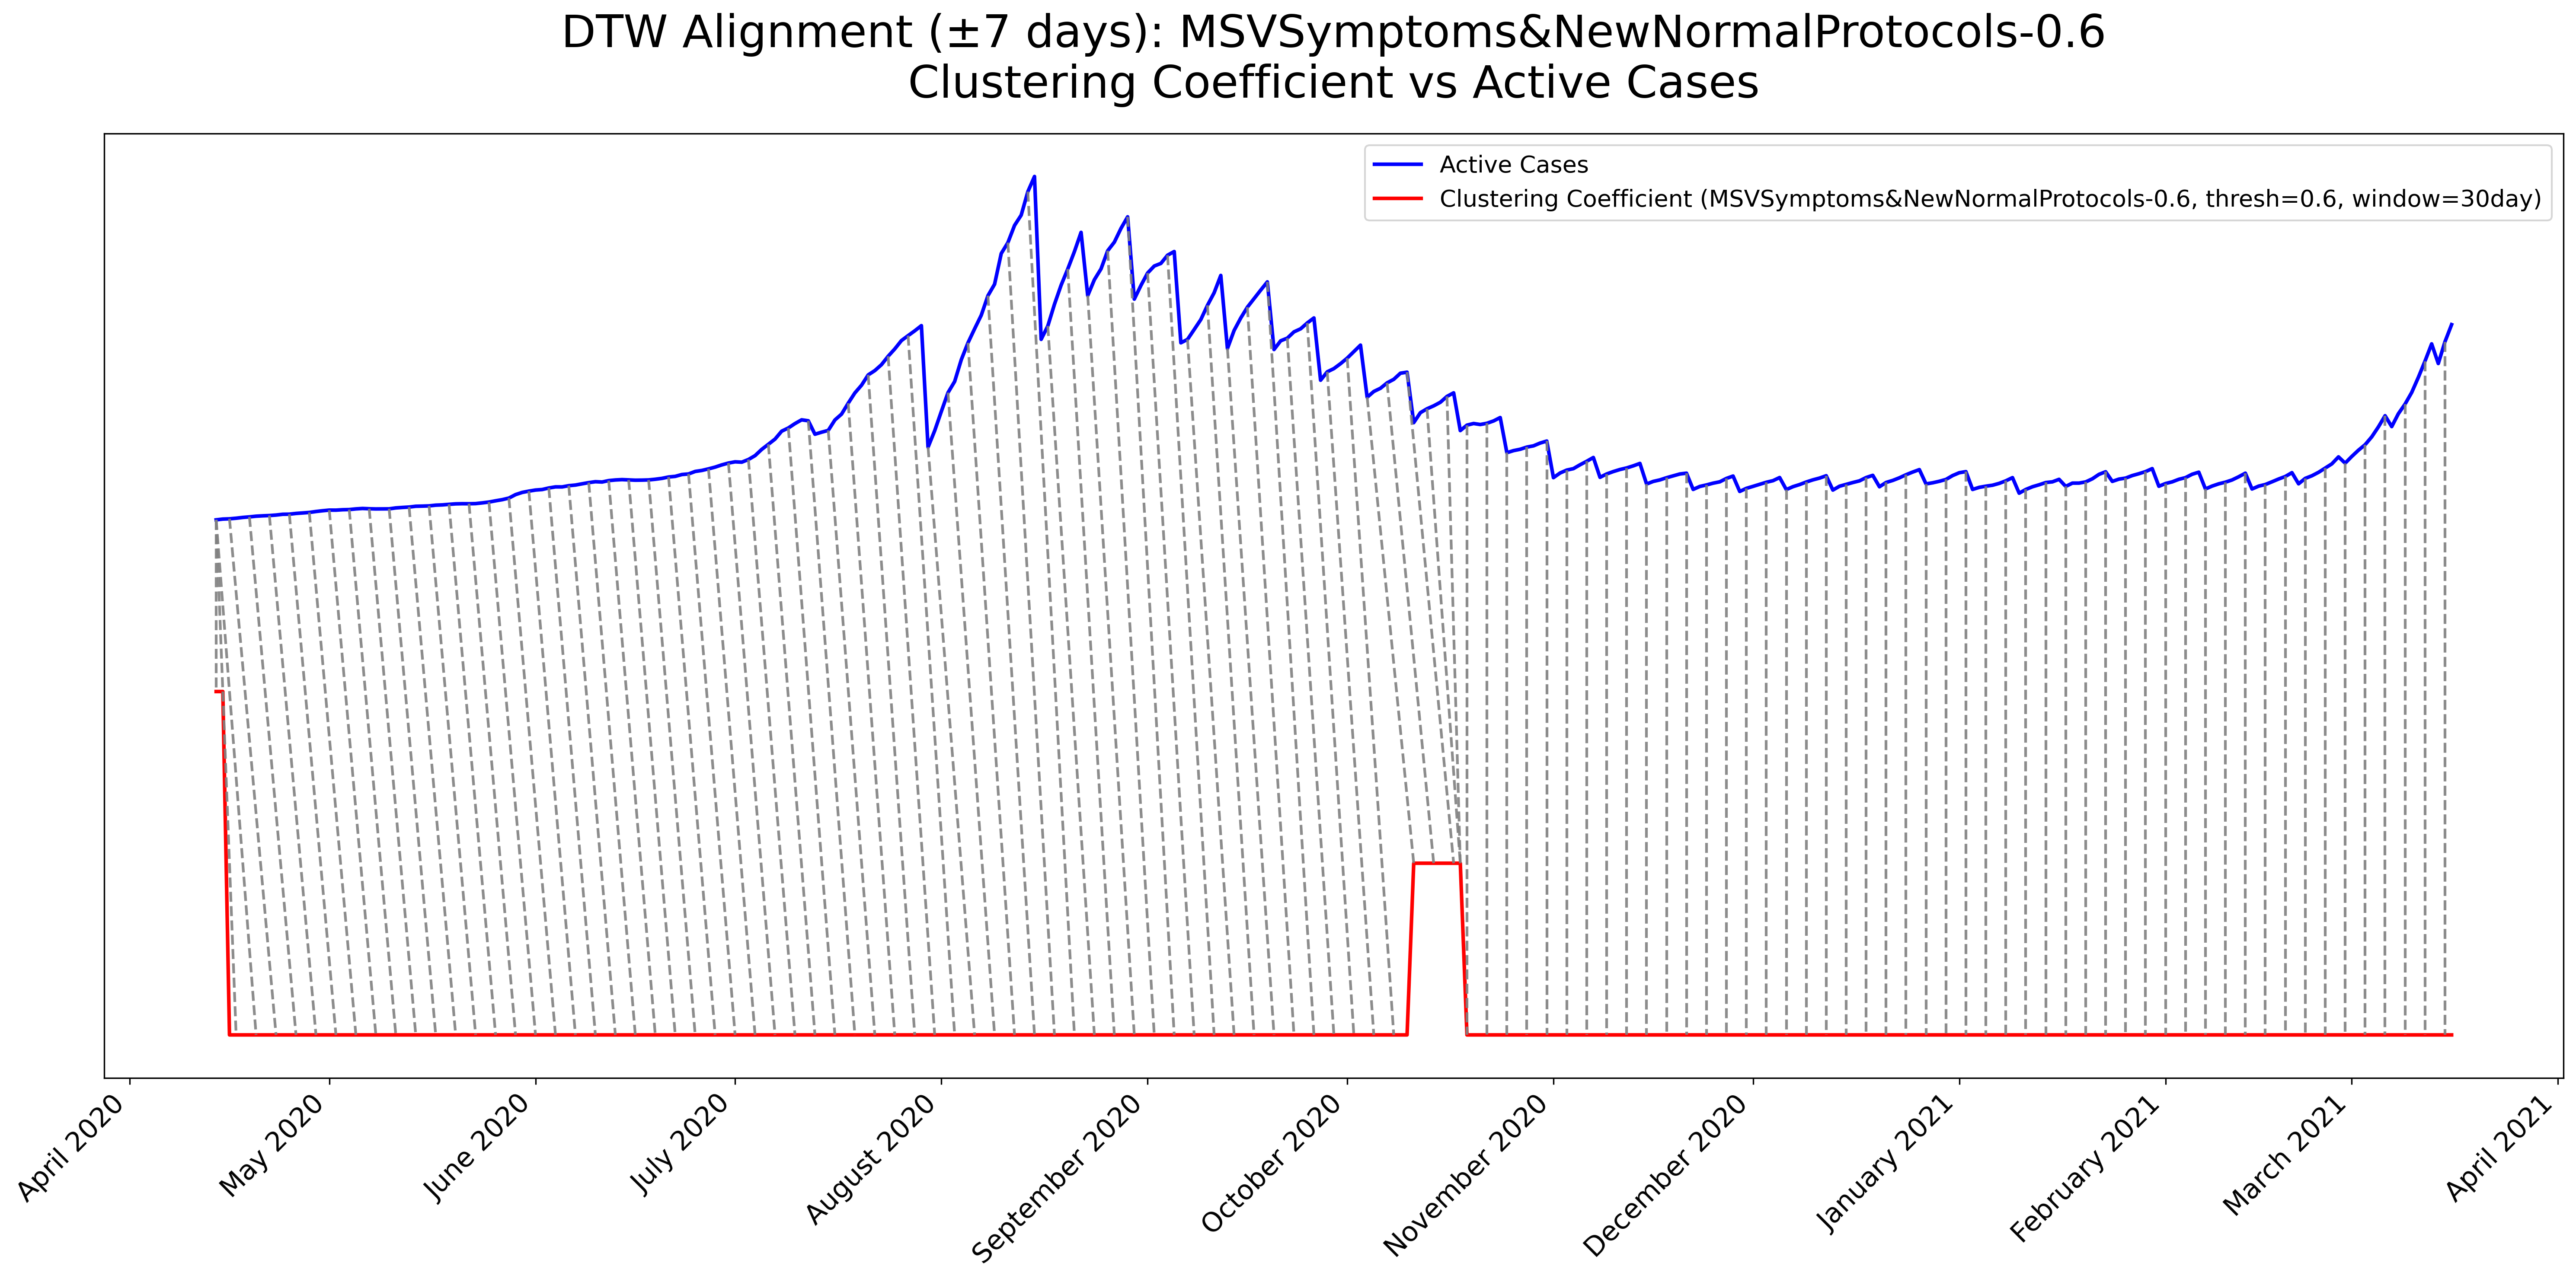 DTW Alignment (±7 days): MSVSymptoms&NewNormalProtocols-0.6
Clustering Coefficient vs Active Cases
Active Cases
Clustering Coefficient (MSVSymptoms&NewNormalProtocols-0.6, thresh=0.6, window=30day)
April 2020
May 2020
June 2020
July 2020
August 2020
September 2020
October 2020
November 2020
December 2020
January 2021
February 2021
March 2021
April 2021